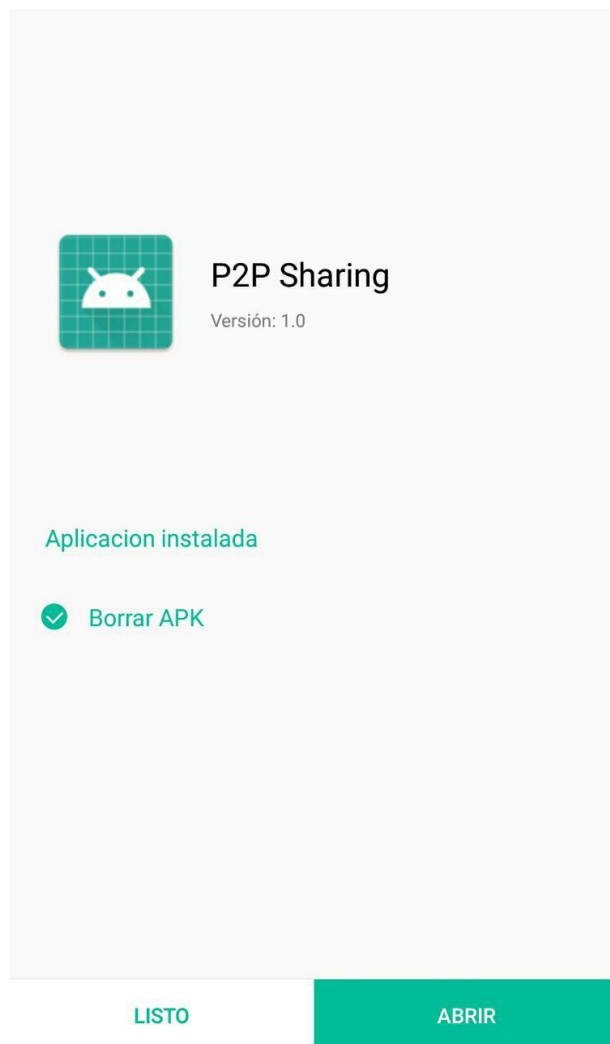 P2P Sharing
Versión: 1.0
Aplicacion instalada
Borrar APK
LISTO
ABRIR